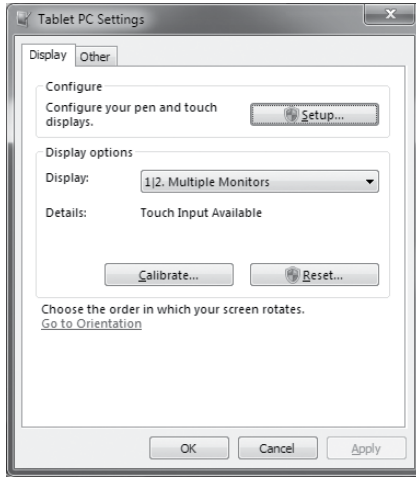 Tablet PC Settings
Display Other
Configure
Configure your pen and touch
displays.
Setup...
Display options
Display: 1|2. Multiple Monitors
Details: Touch Input Available
Calibrate... Reset...
Choose the order in which your screen rotates.
Go to Orientation
OK Cancel Apply